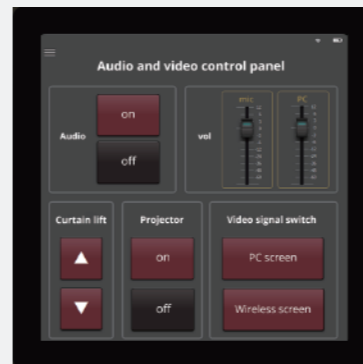 Audio and video control panel
Audio
on
off
vol
mic
PC
Curtain lift
Projector
on
off
Video signal switch
PC screen
Wireless screen